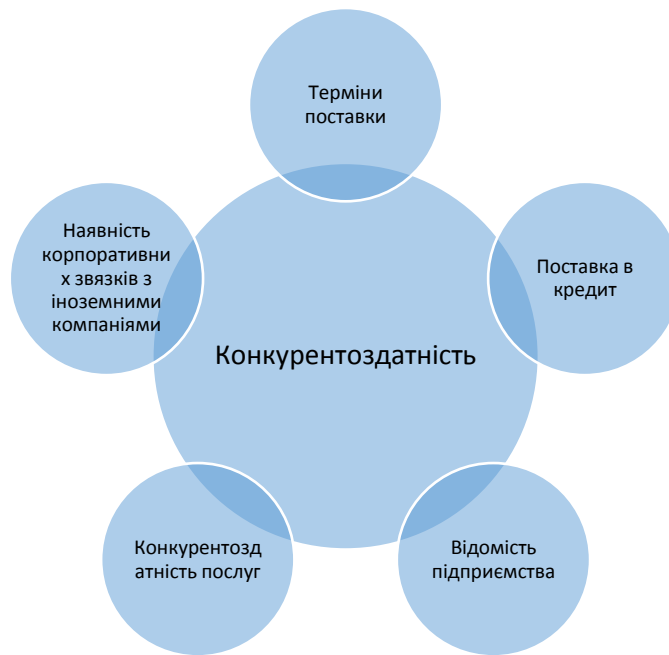 Терміни
поставки
Наявність
корпоративни
х звязків з
іноземними
компаніями
Поставка в
кредит
Конкурентоздатність
Конкурентозд
атність послуг
Відомість
підприємства